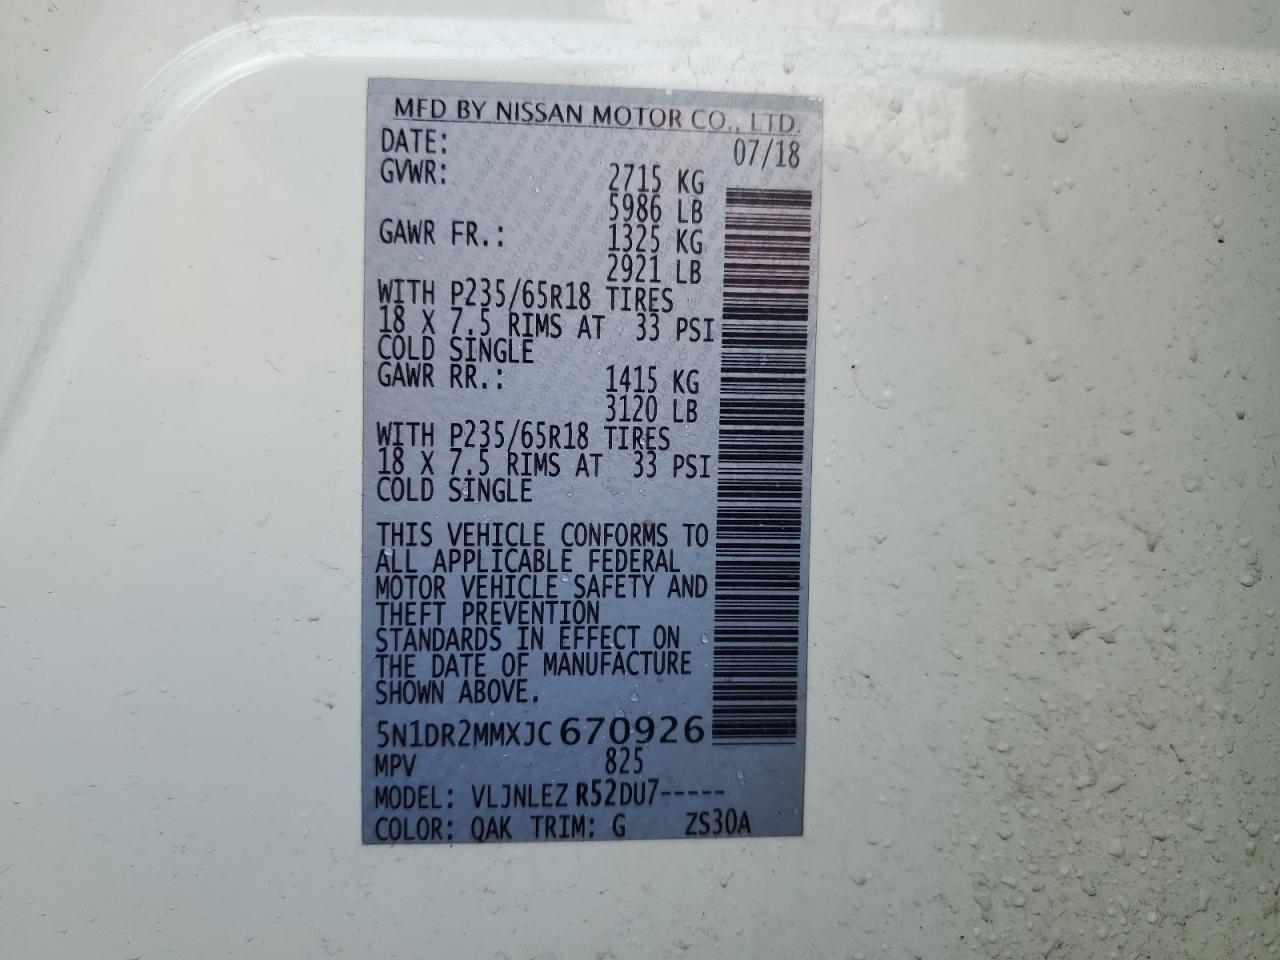 MFD BY NISSAN MOTOR CO., LTD.
DATE: 07/18
GVWR: 2715 KG
5986 LB
GAWR FR.: 1325 KG
2921 LB
WITH P235/65R18 TIRES
18 X 7.5 RIMS AT 33 PSI
COLD SINGLE
GAWR RR.: 1415 KG
3120 LB
WITH P235/65R18 TIRES
18 X 7.5 RIMS AT 33 PSI
COLD SINGLE
THIS VEHICLE CONFORMS TO
ALL APPLICABLE FEDERAL
MOTOR VEHICLE SAFETY AND
THEFT PREVENTION
STANDARDS IN EFFECT ON
THE DATE OF MANUFACTURE
SHOWN ABOVE.
5N1DR2MMXJC670926
MPV 825
MODEL: VLJNLEZ R52DU7-----
COLOR: QAK TRIM: G ZS30A